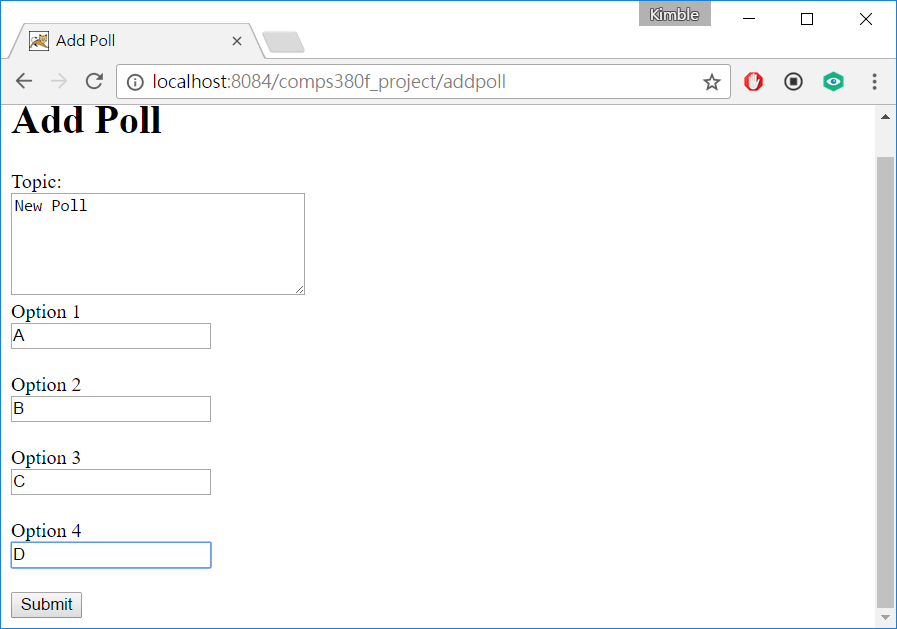 Kimble
Add Poll
localhost:8084/comps380f_project/addpoll
Add Poll
Topic:
New Poll
Option 1
A
Option 2
B
Option 3
C
Option 4
D
Submit